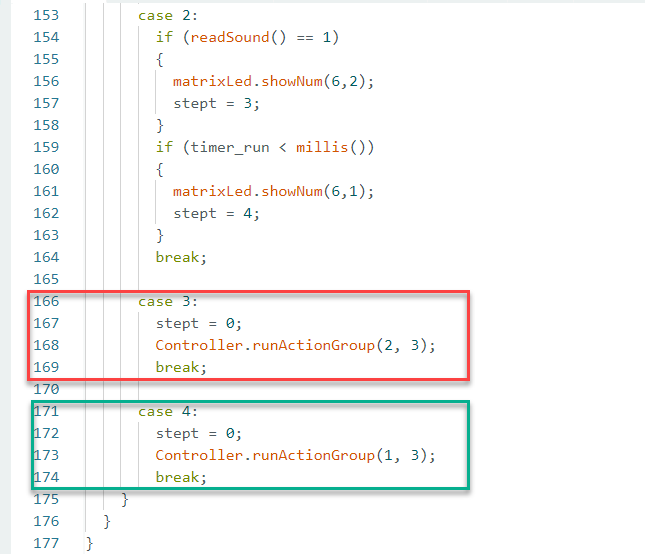 153 case 2:
154 if (readSound() == 1)
155 {
156 matrixLed.showNum(6,2);
157 stept = 3;
158 }
159 if (timer_run < millis())
160 {
161 matrixLed.showNum(6,1);
162 stept = 4;
163 }
164 break;
165
166 case 3:
167 stept = 0;
168 Controller.runActionGroup(2, 3);
169 break;
170
171 case 4:
172 stept = 0;
173 Controller.runActionGroup(1, 3);
174 break;
175 }
176 }
177 }